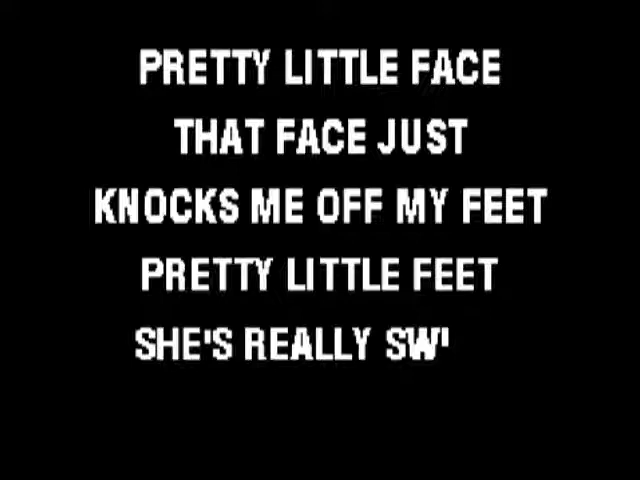 PRETTY LITTLE FACE
THAT FACE JUST
KNOCKS ME OFF MY FEET
PRETTY LITTLE FEET
SHE'S REALLY